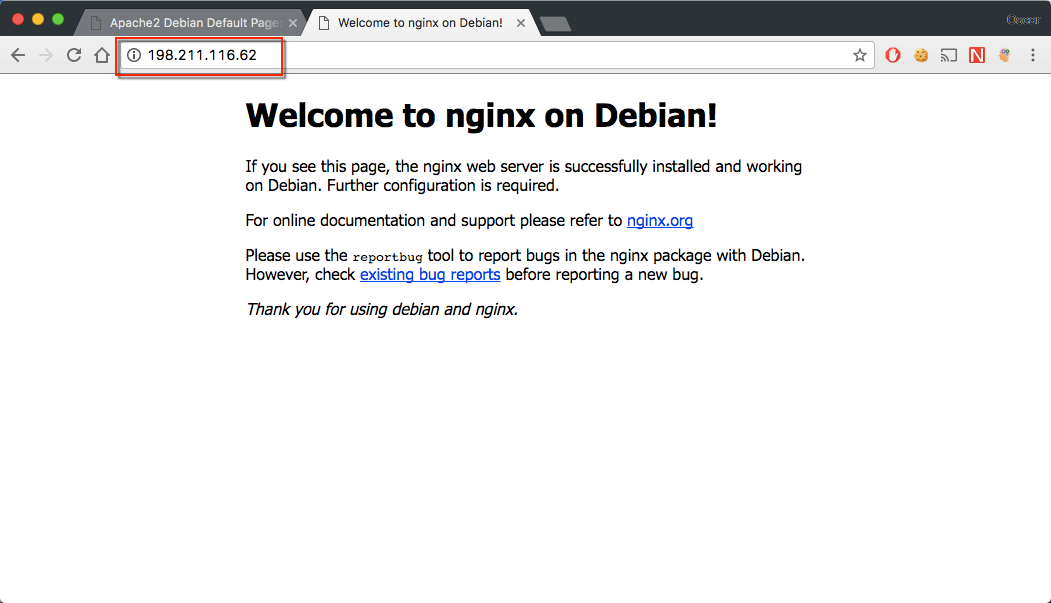 Apache2 Debian Default Page:
Welcome to nginx on Debian!
Oscar
198.211.116.62
N
Welcome to nginx on Debian!
If you see this page, the nginx web server is successfully installed and working
on Debian. Further configuration is required.
For online documentation and support please refer to nginx.org
Please use the reportbug tool to report bugs in the nginx package with Debian.
However, check existing bug reports before reporting a new bug.
Thank you for using debian and nginx.